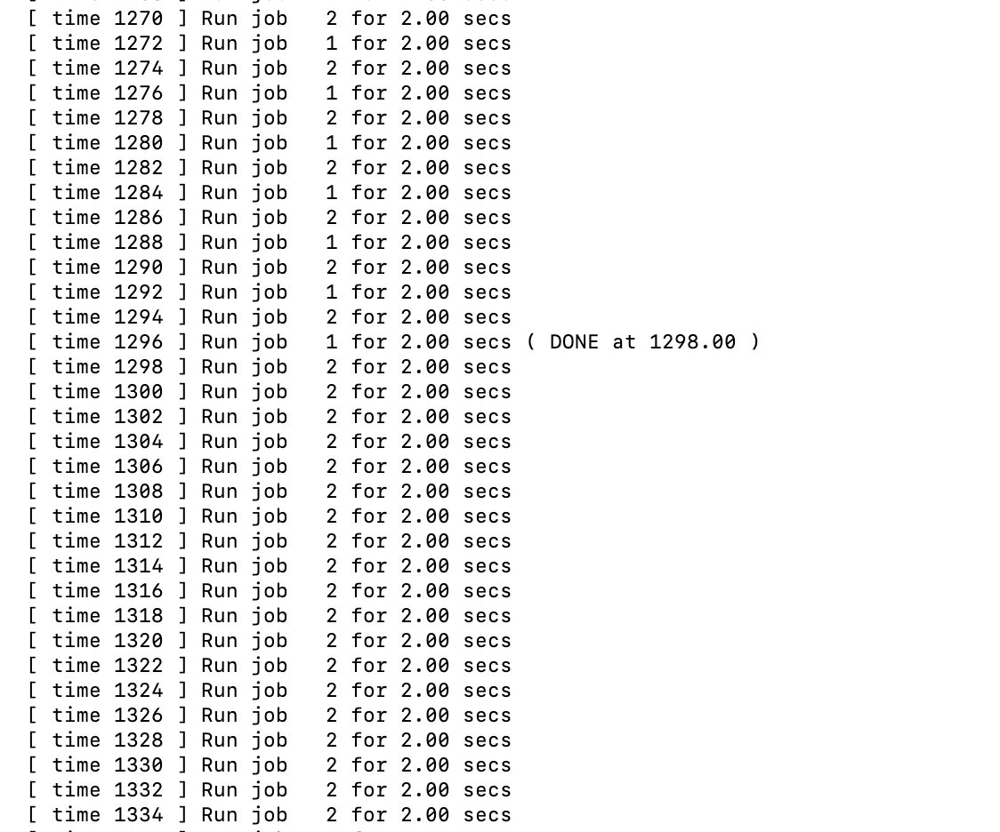 [ time 1270 ] Run job   2 for 2.00 secs
[ time 1272 ] Run job   1 for 2.00 secs
[ time 1274 ] Run job   2 for 2.00 secs
[ time 1276 ] Run job   1 for 2.00 secs
[ time 1278 ] Run job   2 for 2.00 secs
[ time 1280 ] Run job   1 for 2.00 secs
[ time 1282 ] Run job   2 for 2.00 secs
[ time 1284 ] Run job   1 for 2.00 secs
[ time 1286 ] Run job   2 for 2.00 secs
[ time 1288 ] Run job   1 for 2.00 secs
[ time 1290 ] Run job   2 for 2.00 secs
[ time 1292 ] Run job   1 for 2.00 secs
[ time 1294 ] Run job   2 for 2.00 secs
[ time 1296 ] Run job   1 for 2.00 secs ( DONE at 1298.00 )
[ time 1298 ] Run job   2 for 2.00 secs
[ time 1300 ] Run job   2 for 2.00 secs
[ time 1302 ] Run job   2 for 2.00 secs
[ time 1304 ] Run job   2 for 2.00 secs
[ time 1306 ] Run job   2 for 2.00 secs
[ time 1308 ] Run job   2 for 2.00 secs
[ time 1310 ] Run job   2 for 2.00 secs
[ time 1312 ] Run job   2 for 2.00 secs
[ time 1314 ] Run job   2 for 2.00 secs
[ time 1316 ] Run job   2 for 2.00 secs
[ time 1318 ] Run job   2 for 2.00 secs
[ time 1320 ] Run job   2 for 2.00 secs
[ time 1322 ] Run job   2 for 2.00 secs
[ time 1324 ] Run job   2 for 2.00 secs
[ time 1326 ] Run job   2 for 2.00 secs
[ time 1328 ] Run job   2 for 2.00 secs
[ time 1330 ] Run job   2 for 2.00 secs
[ time 1332 ] Run job   2 for 2.00 secs
[ time 1334 ] Run job   2 for 2.00 secs